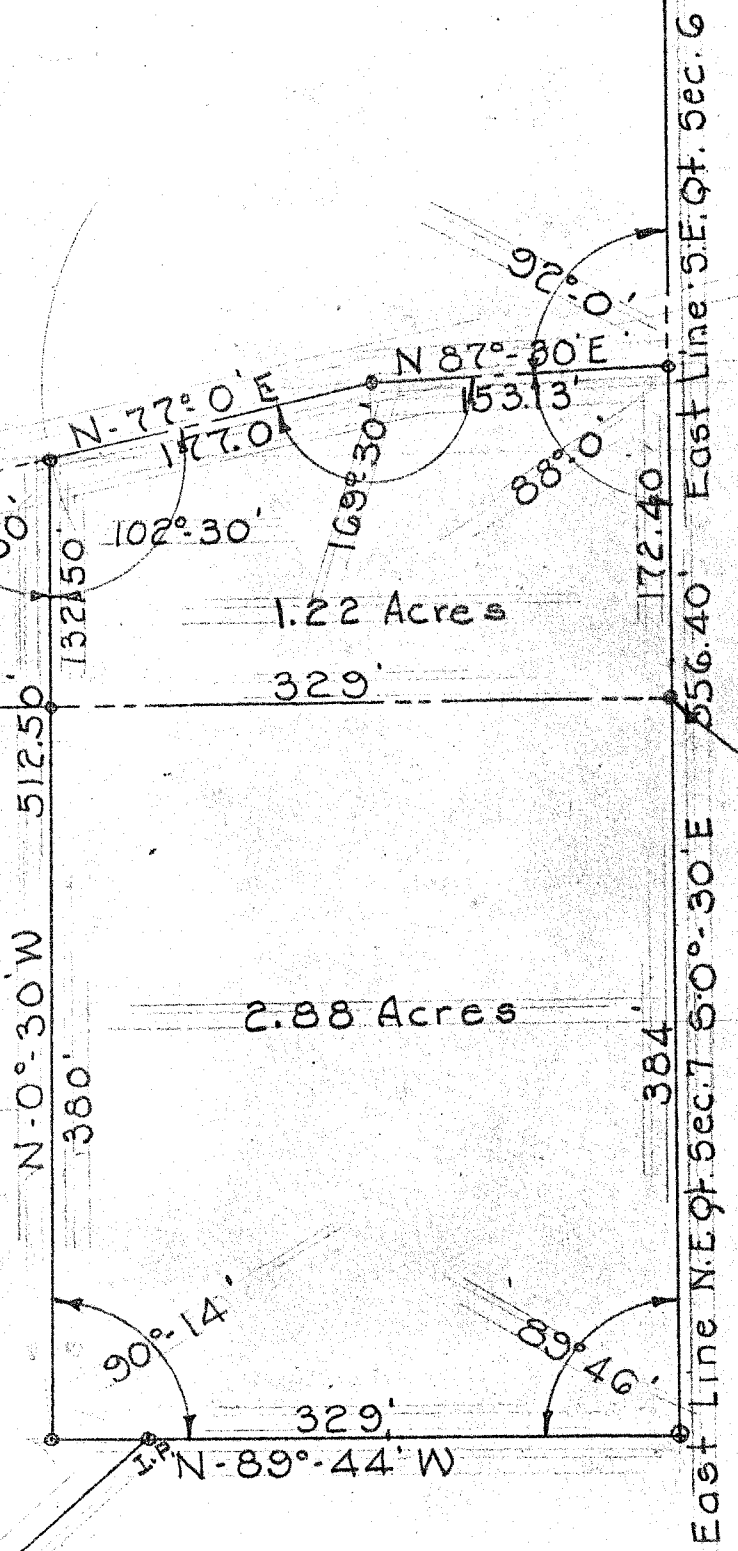 East Line S.E. Qt. Sec. 6
92°-0'
N 87°-30'E
153.13'
N-77°-0'E
177.0'
169°-30'
88°-0'
102°-30'
132.50'
172.40'
1.22 Acres
329'
512.50'
556.40'
N-0°-30'W
380'
2.88 Acres
384'
East Line N.E. Qt. Sec. 7 S-0°-30'E
90°-14'
89°46'
329'
I.P.
N-89°-44'W